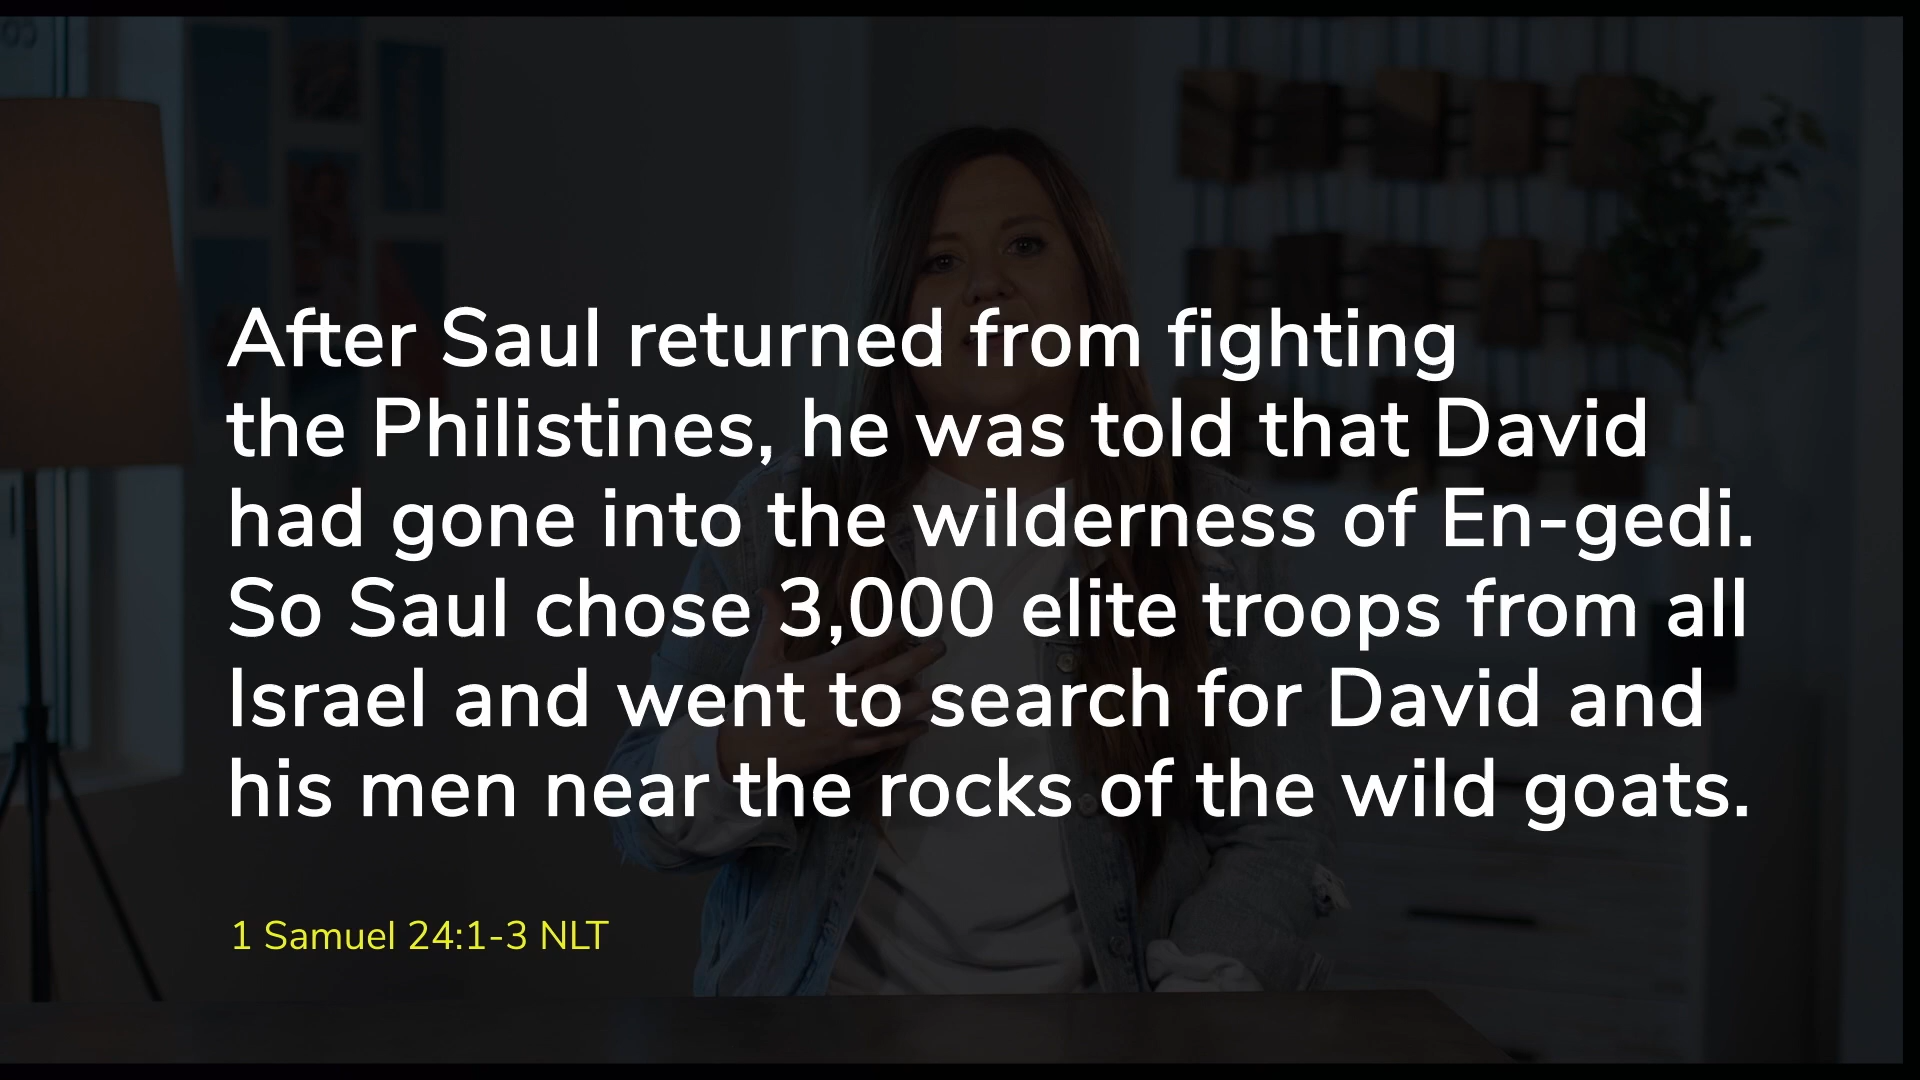 After Saul returned from fighting
the Philistines, he was told that David
had gone into the wilderness of En-gedi.
So Saul chose 3,000 elite troops from all
Israel and went to search for David and
his men near the rocks of the wild goats.
1 Samuel 24:1-3 NLT